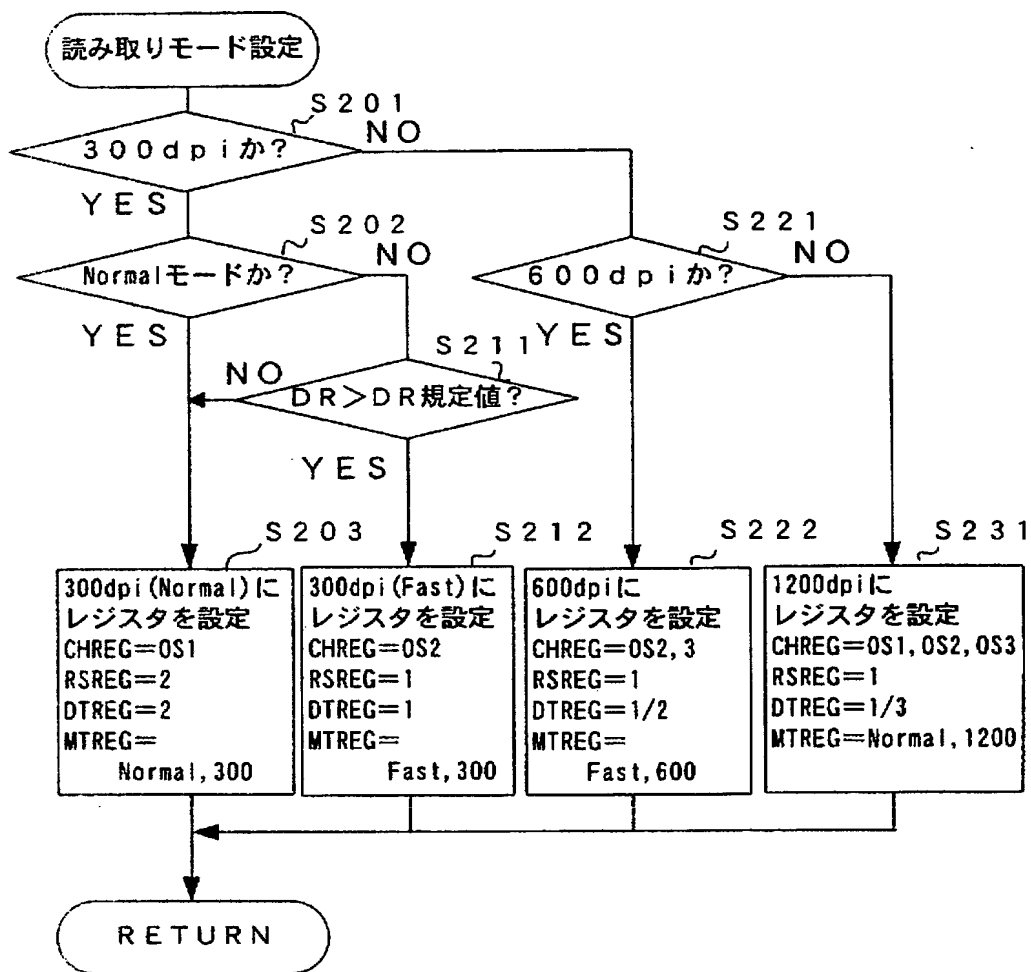 読み取りモード設定
S201
300dpiか?
NO
YES
S202
Normalモードか?
NO
YES
S221
600dpiか?
NO
YES
S211
DR>DR規定値?
NO
YES
S203
300dpi(Normal)に
レジスタを設定
CHREG=OS1
RSREG=2
DTREG=2
MTREG=
Normal,300
S212
300dpi(Fast)に
レジスタを設定
CHREG=OS2
RSREG=1
DTREG=1
MTREG=
Fast,300
S222
600dpiに
レジスタを設定
CHREG=OS2,3
RSREG=1
DTREG=1/2
MTREG=
Fast,600
S231
1200dpiに
レジスタを設定
CHREG=OS1,OS2,OS3
RSREG=1
DTREG=1/3
MTREG=Normal,1200
RETURN